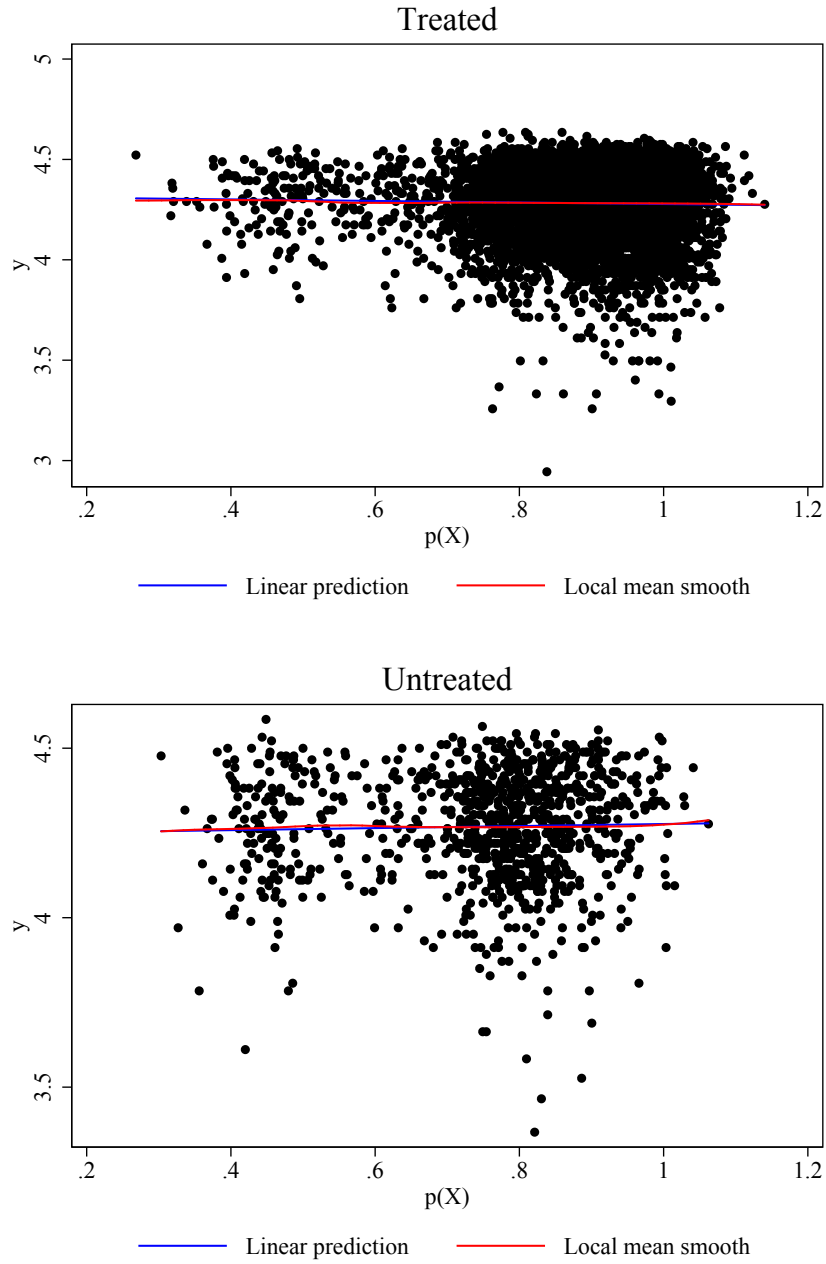 Treated
5
4.5
4
3.5
3
y
.2 .4 .6 .8 1 1.2
p(X)
Linear prediction Local mean smooth
Untreated
4.5
4
3.5
y
.2 .4 .6 .8 1 1.2
p(X)
Linear prediction Local mean smooth